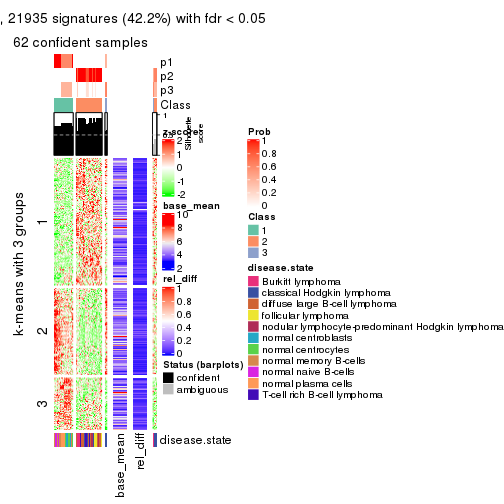 , 21935 signatures (42.2%) with fdr < 0.05
62 confident samples
p1
p2
p3
Class
1
Silhouette
score
k-means with 3 groups
1
2
3
z-scores
2
1
0
-1
-2
base_mean
10
8
6
4
2
rel_diff
1
0.8
0.6
0.4
0.2
0
Status (barplots)
confident
ambiguous
Prob
1
0.8
0.6
0.4
0.2
0
Class
1
2
3
disease.state
Burkitt lymphoma
classical Hodgkin lymphoma
diffuse large B-cell lymphoma
follicular lymphoma
nodular lymphocyte-predominant Hodgkin lymphoma
normal centroblasts
normal centrocytes
normal memory B-cells
normal naive B-cells
normal plasma cells
T-cell rich B-cell lymphoma
disease.state
base_mean
rel_diff